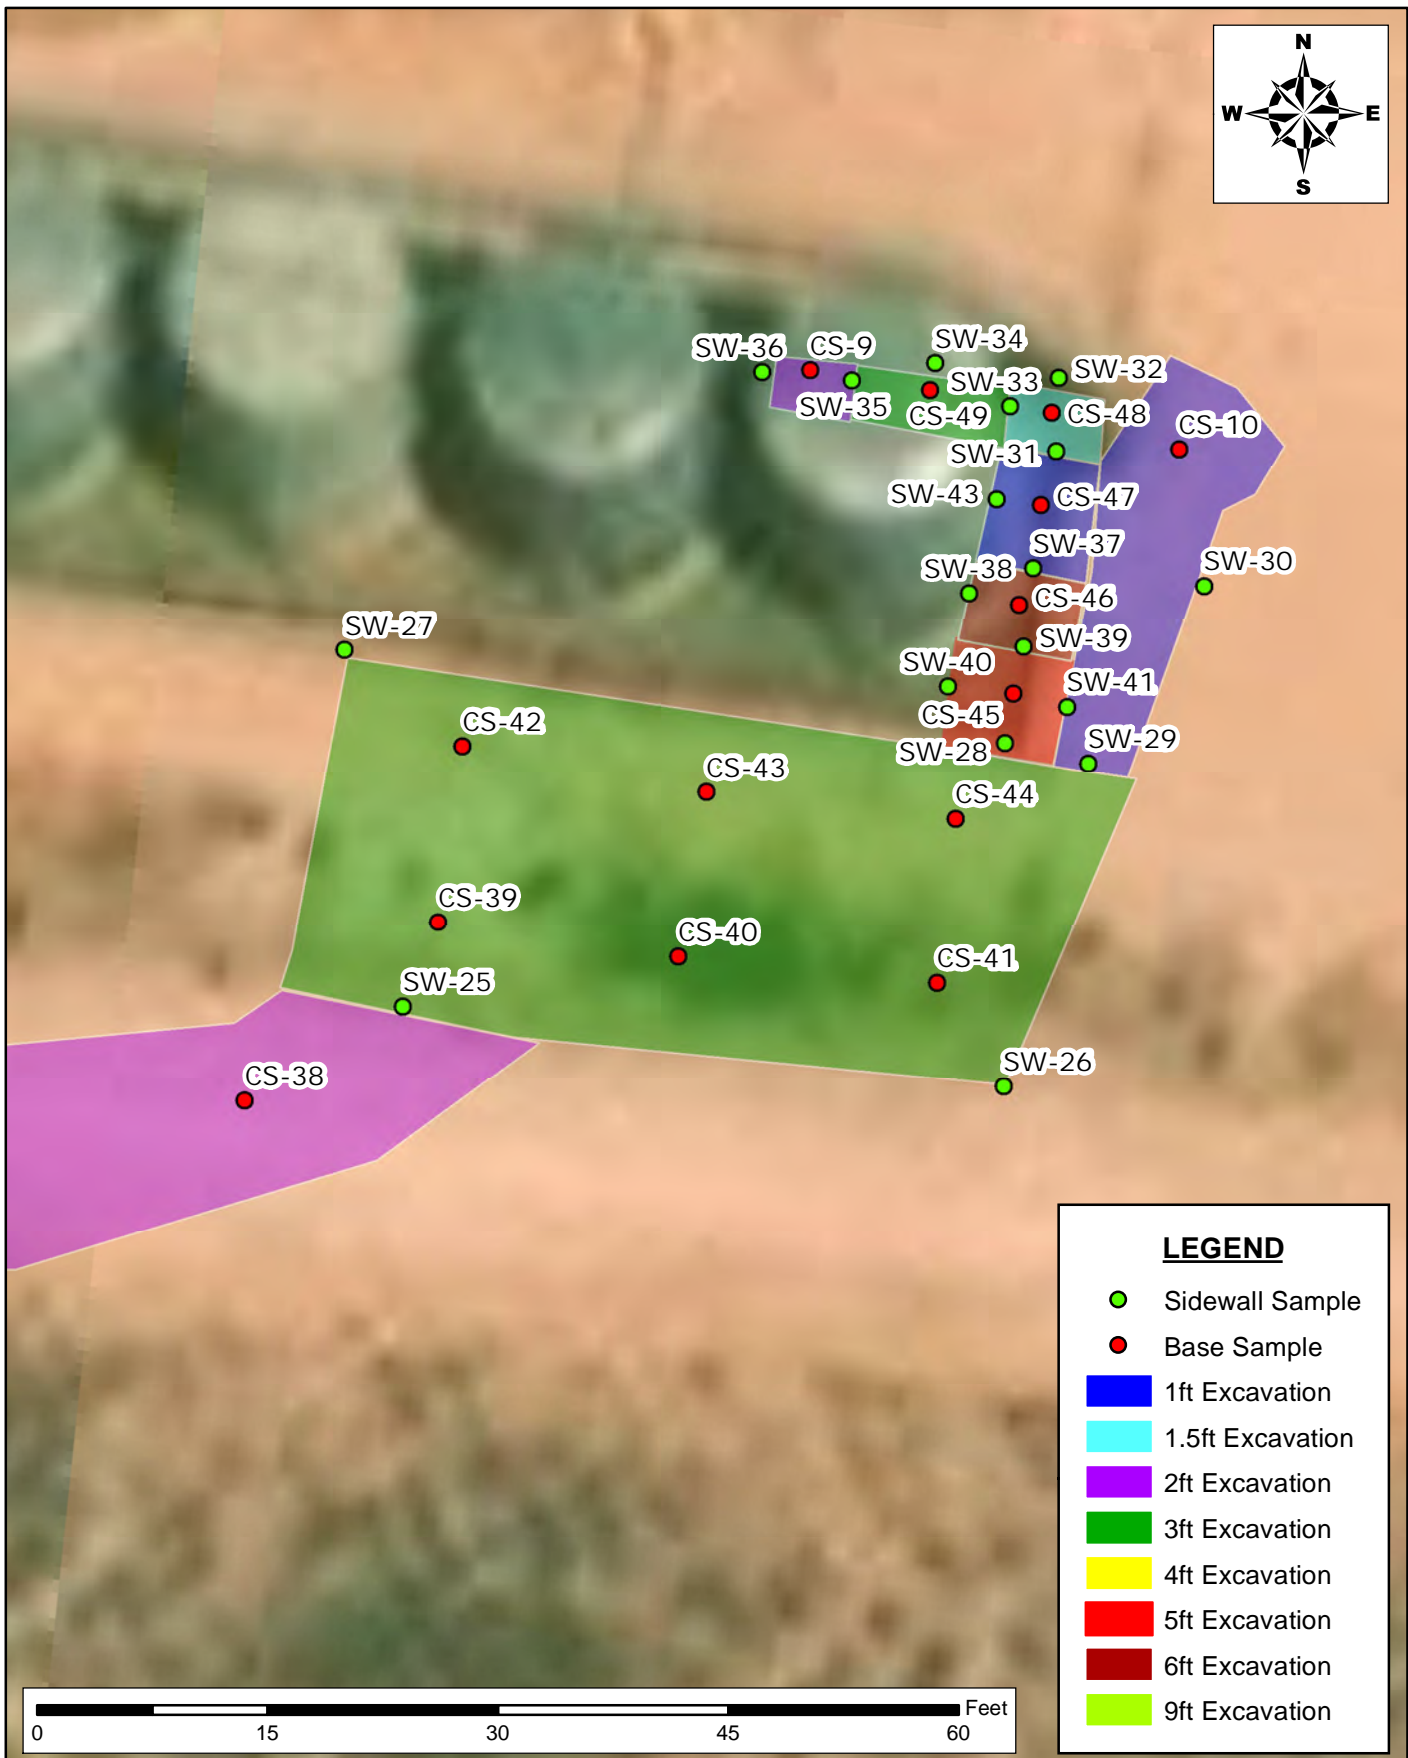 N
W
E
S
SW-36
CS-9
SW-34
SW-33
SW-32
SW-35
CS-49
CS-48
CS-10
SW-31
SW-43
CS-47
SW-37
SW-38
SW-30
CS-46
SW-27
SW-39
SW-40
SW-41
CS-45
CS-42
SW-28
SW-29
CS-43
CS-44
CS-39
CS-40
CS-41
SW-25
SW-26
CS-38
LEGEND
Sidewall Sample
Base Sample
1ft Excavation
1.5ft Excavation
2ft Excavation
3ft Excavation
4ft Excavation
5ft Excavation
6ft Excavation
9ft Excavation
Feet
0 15 30 45 60